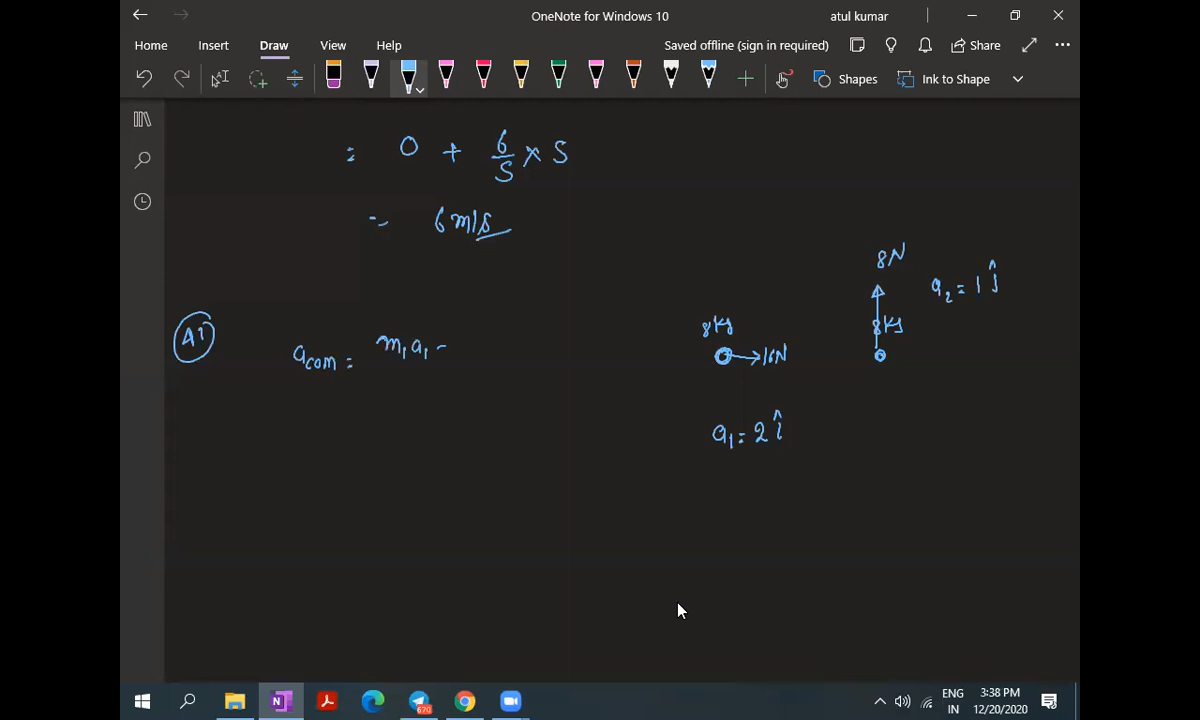 OneNote for Windows 10
atul kumar
Home Insert Draw View Help
Saved offline (sign in required)
Share
Shapes
Ink to Shape
= 0 + 6/5 × 5
= 6 m/s
8N
a₂ = 1 ĵ
8kg
8kg
16N
41
a_com = m₁a₁ -
a₁ = 2 î
670
ENG
IN
3:38 PM
12/20/2020